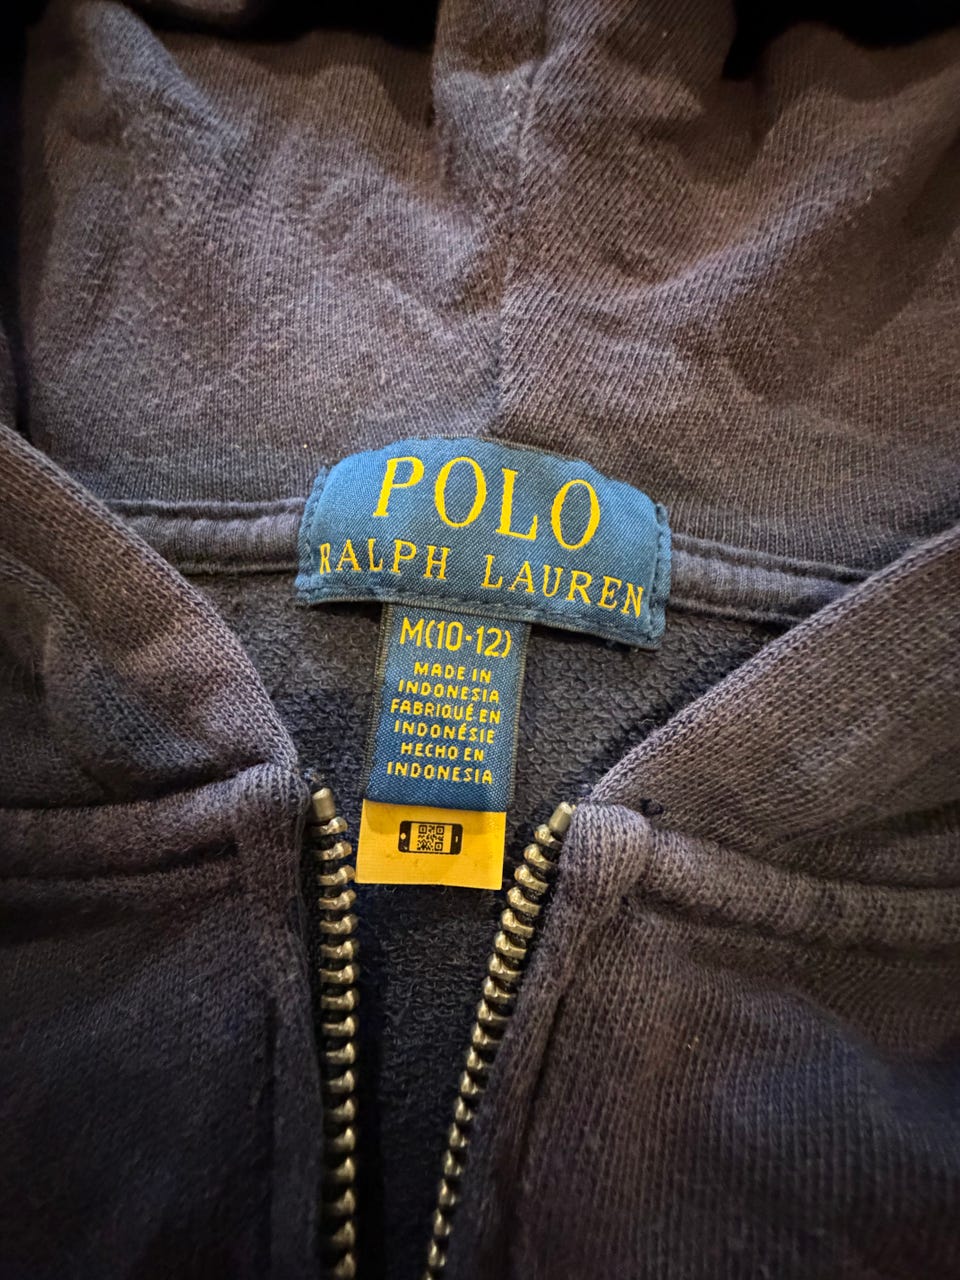 POLO
RALPH LAUREN
M(10-12)
MADE IN
INDONESIA
FABRIQUÉ EN
INDONÉSIE
HECHO EN
INDONESIA